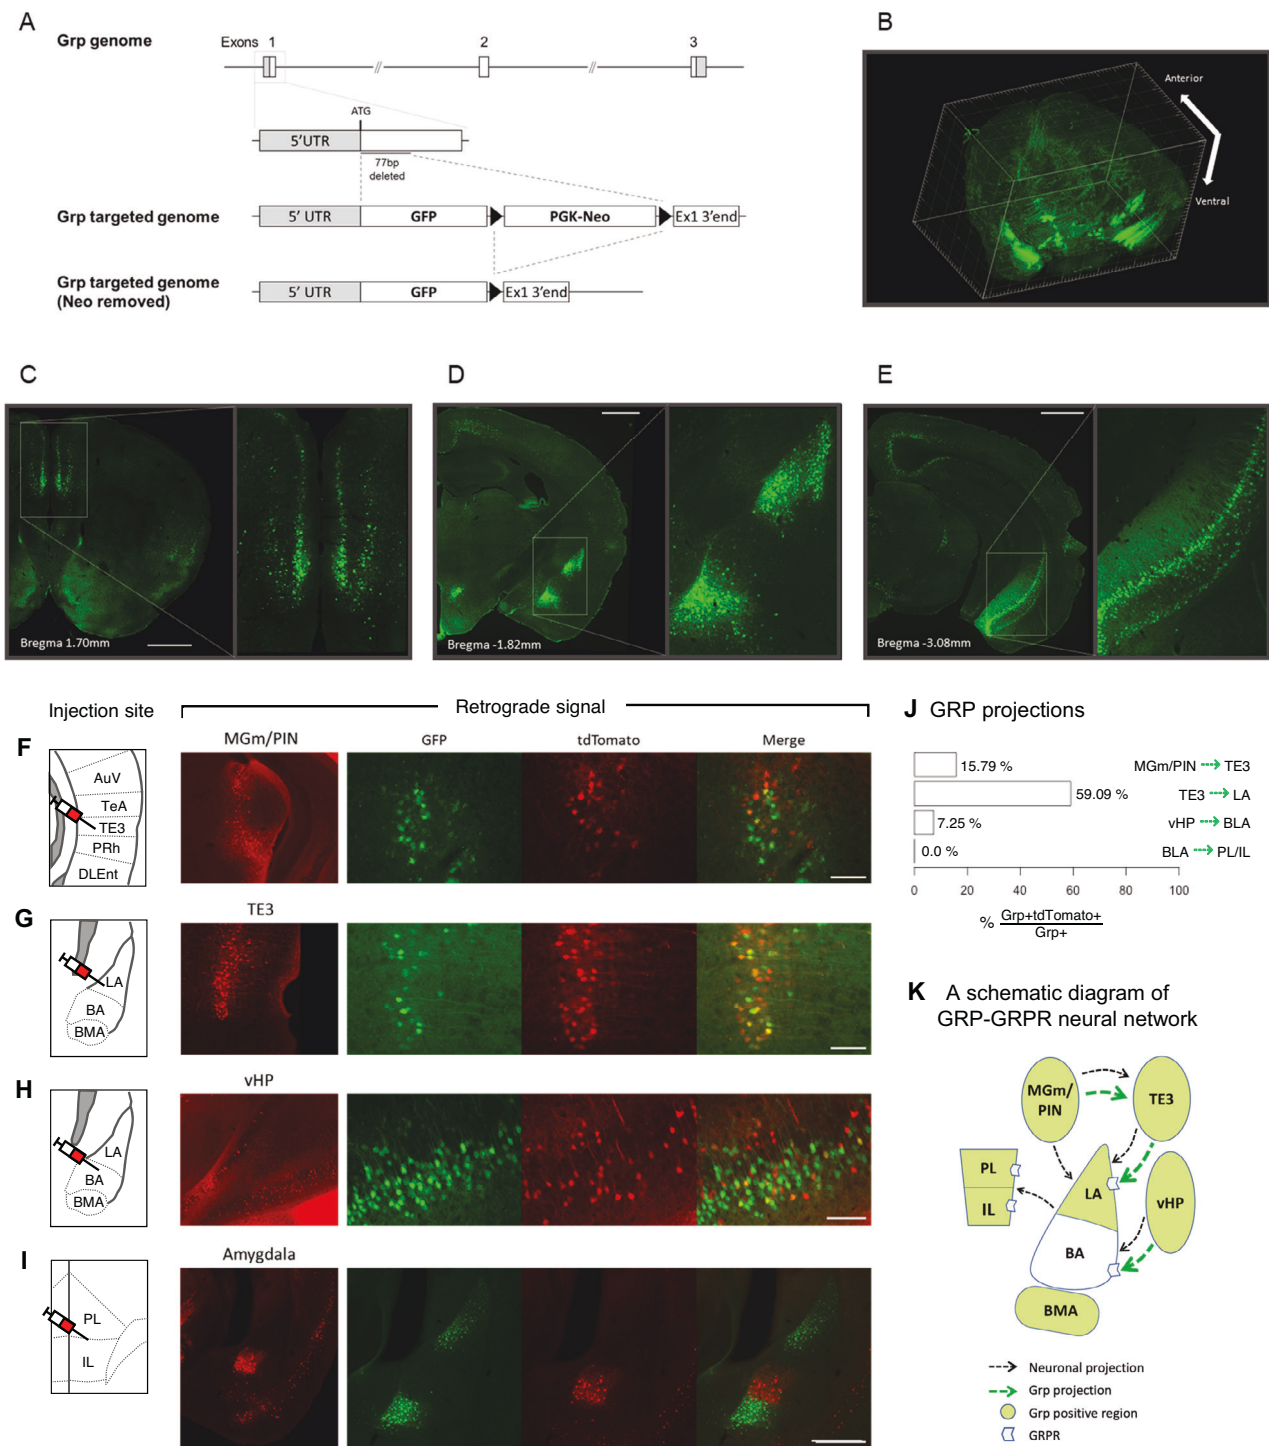 A
Grp genome
Exons 1 2 3
ATG
5'UTR
77bp
deleted
Grp targeted genome
5' UTR GFP PGK-Neo Ex1 3'end
Grp targeted genome
(Neo removed)
5' UTR GFP Ex1 3'end
B
Anterior
Ventral
C
Bregma 1.70mm
D
Bregma -1.82mm
E
Bregma -3.08mm
Injection site
Retrograde signal
F
AuV
TeA
TE3
PRh
DLEnt
MGm/PIN
GFP
tdTomato
Merge
G
LA
BA
BMA
TE3
H
LA
BA
BMA
vHP
I
PL
IL
Amygdala
J GRP projections
15.79 % MGm/PIN TE3
59.09 % TE3 LA
7.25 % vHP BLA
0.0 % BLA PL/IL
0 20 40 60 80 100
% Grp+tdTomato+
Grp+
K A schematic diagram of
GRP-GRPR neural network
MGm/
PIN
TE3
PL
IL
LA
vHP
BA
BMA
Neuronal projection
Grp projection
Grp positive region
GRPR